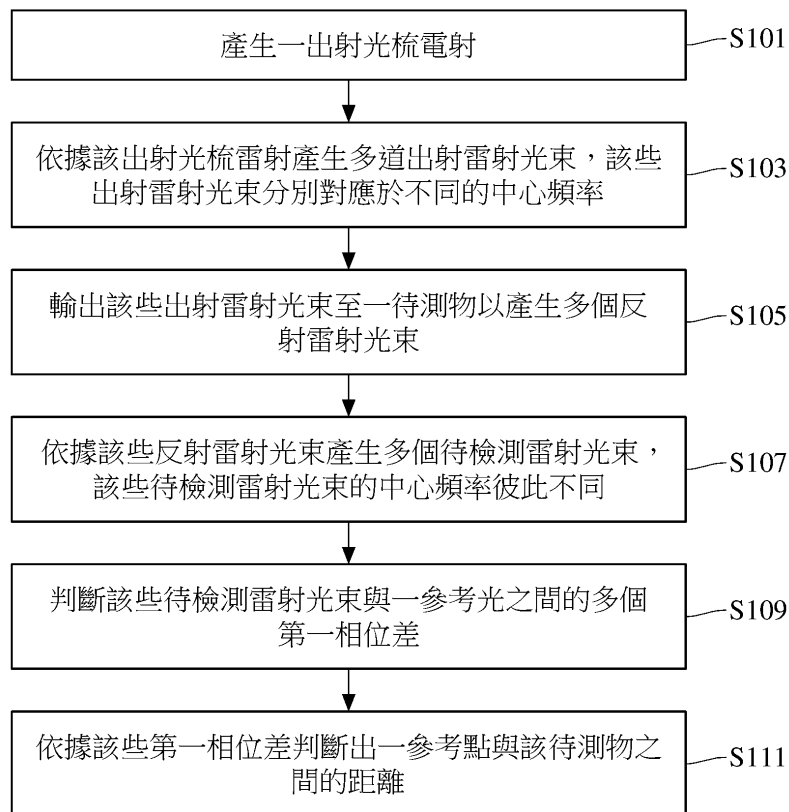 產生一出射光梳電射
S101
依據該出射光梳雷射產生多道出射雷射光束，該些
出射雷射光束分別對應於不同的中心頻率
S103
輸出該些出射雷射光束至一待測物以產生多個反
射雷射光束
S105
依據該些反射雷射光束產生多個待檢測雷射光束，
該些待檢測雷射光束的中心頻率彼此不同
S107
判斷該些待檢測雷射光束與一參考光之間的多個
第一相位差
S109
依據該些第一相位差判斷出一參考點與該待測物之
間的距離
S111